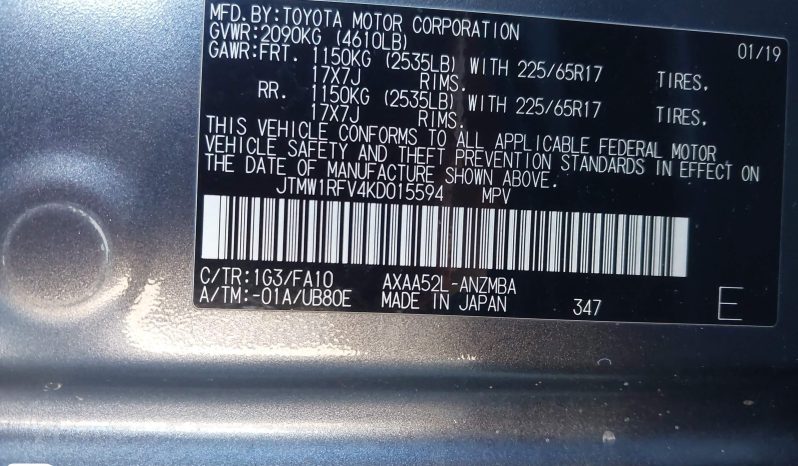 MFD.BY:TOYOTA MOTOR CORPORATION
GVWR:2090KG (4610LB) 01/19
GAWR:FRT. 1150KG (2535LB) WITH 225/65R17 TIRES.
17X7J RIMS.
RR. 1150KG (2535LB) WITH 225/65R17 TIRES.
17X7J RIMS.
THIS VEHICLE CONFORMS TO ALL APPLICABLE FEDERAL MOTOR
VEHICLE SAFETY AND THEFT PREVENTION STANDARDS IN EFFECT ON
THE DATE OF MANUFACTURE SHOWN ABOVE.
JTMW1RFV4KD015594 MPV
C/TR:1G3/FA10 AXAA52L-ANZMBA
A/TM:-01A/UB80E MADE IN JAPAN 347 E